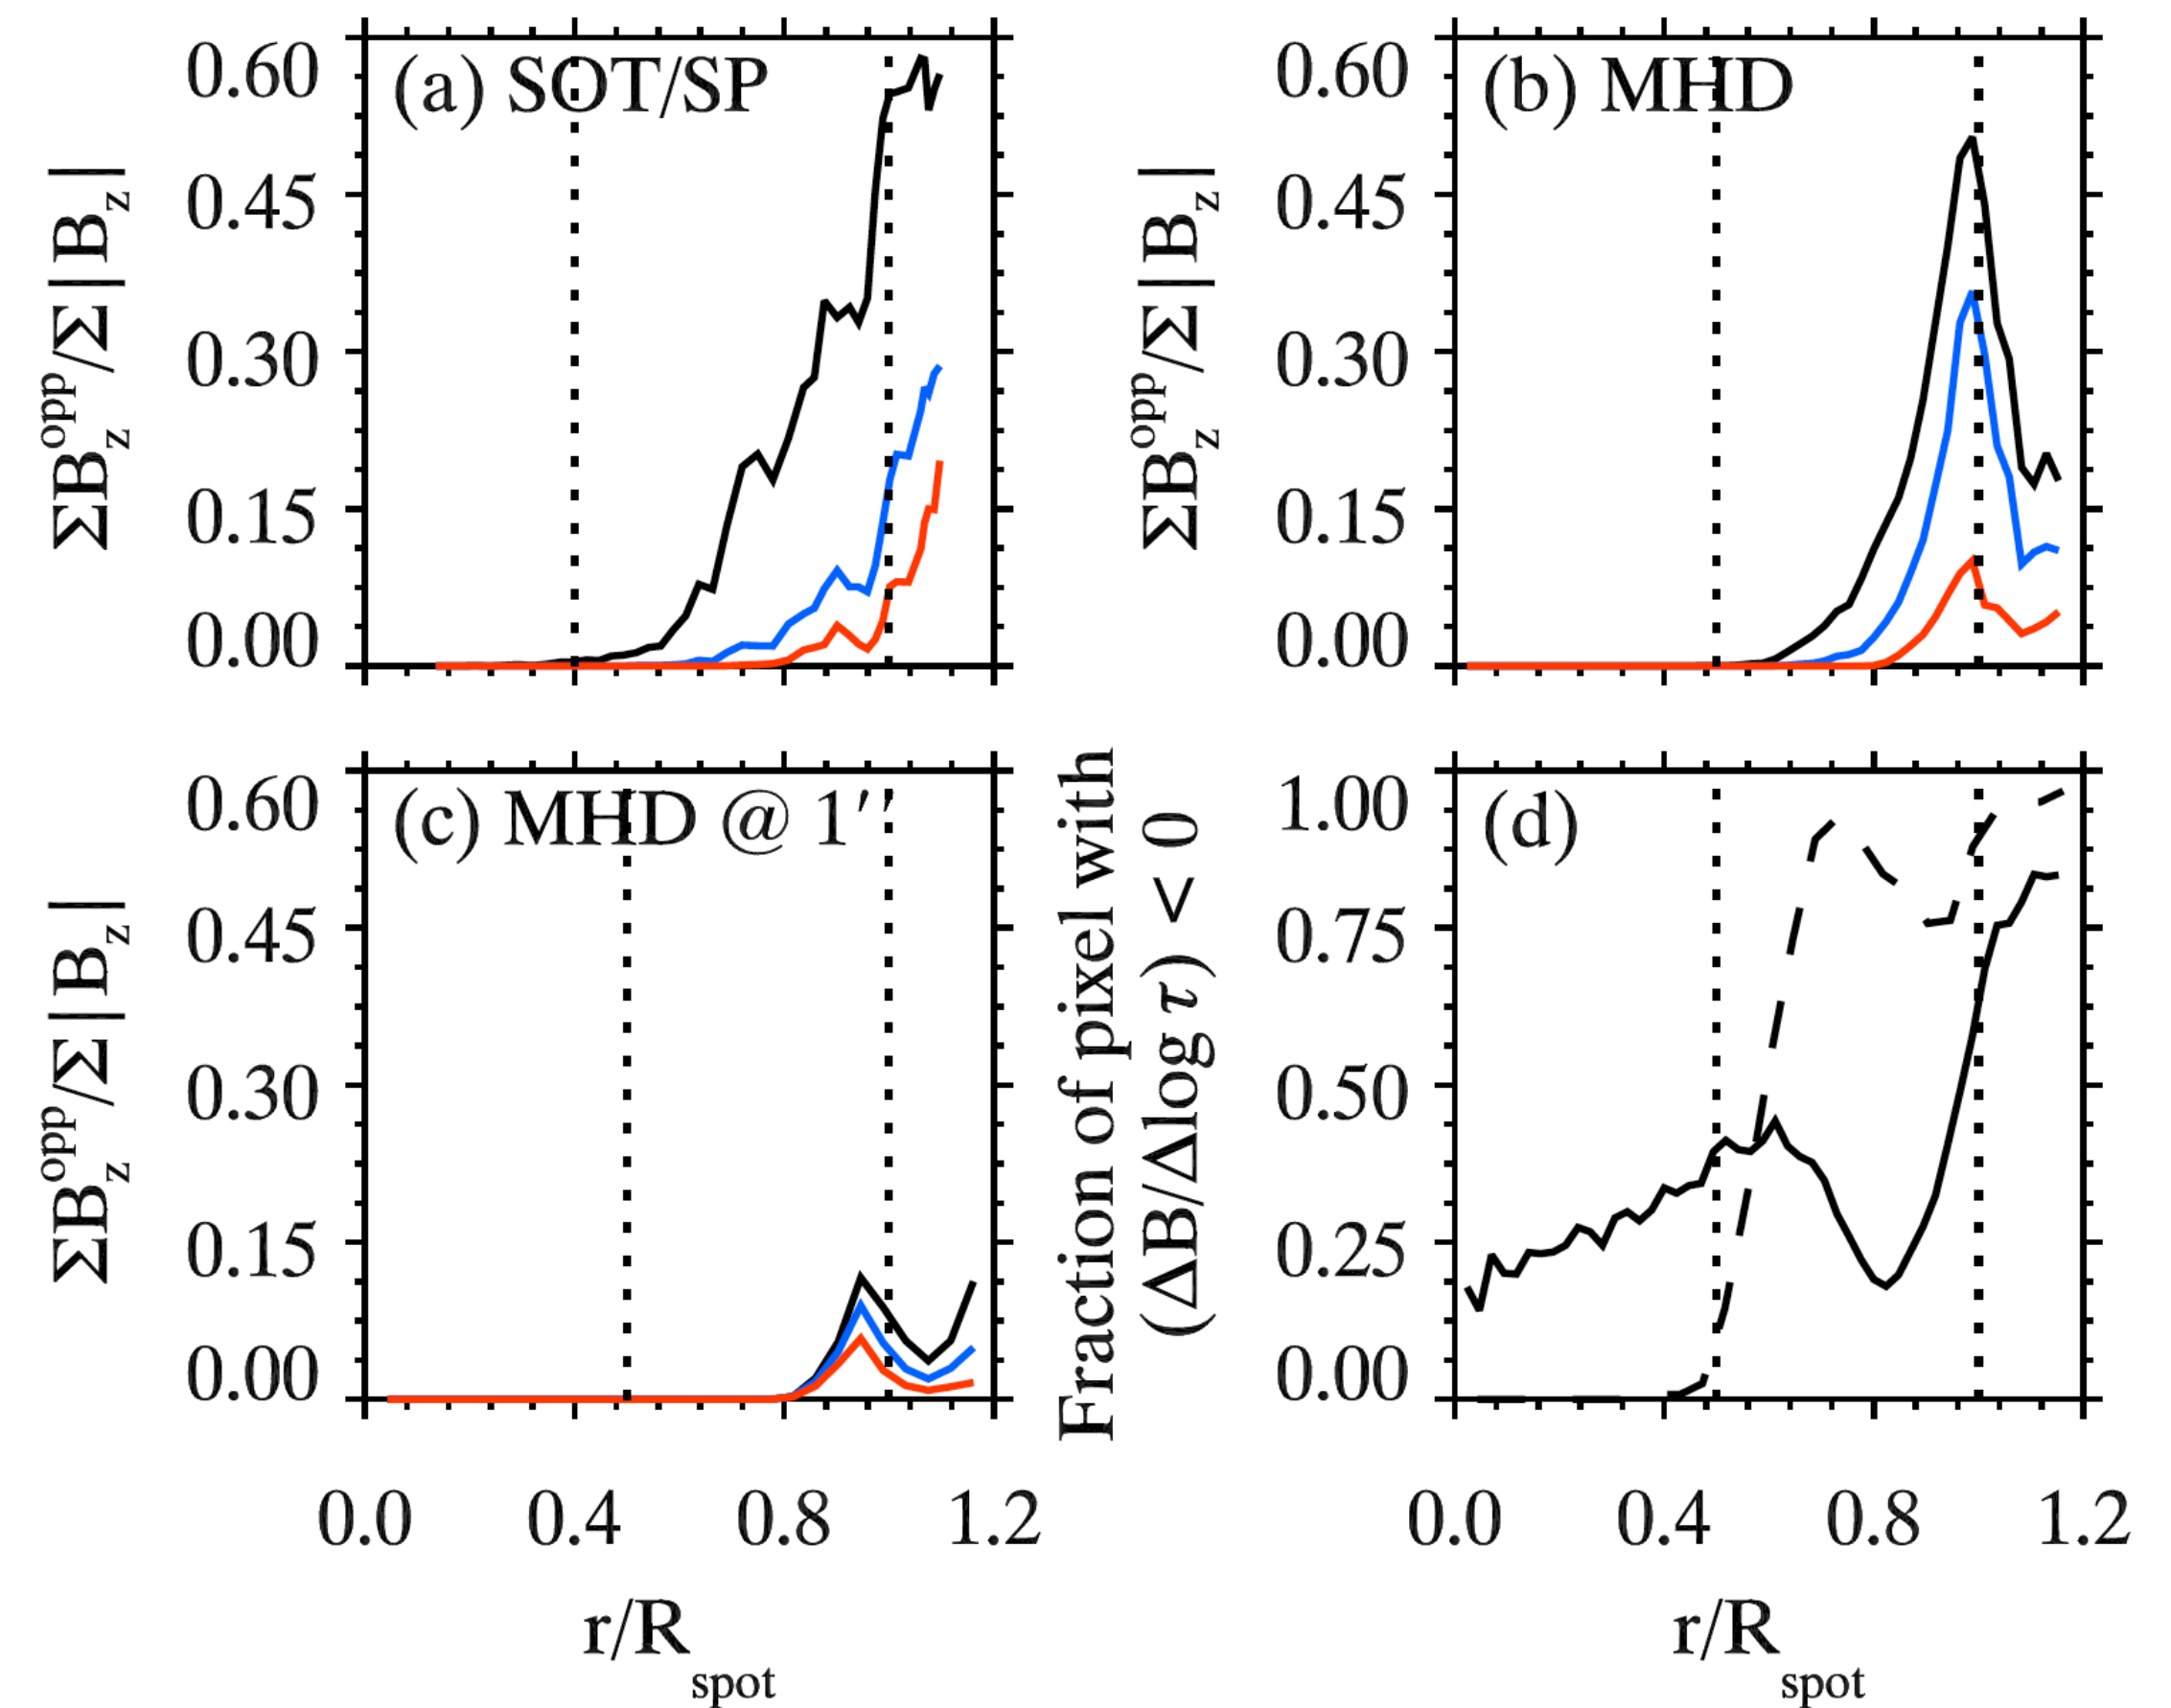 (a) SOT/SP
0.60
0.45
0.30
0.15
0.00
ΣB_z^opp/Σ|B_z|
(b) MHD
0.60
0.45
0.30
0.15
0.00
ΣB_z^opp/Σ|B_z|
(c) MHD @ 1′′
0.60
0.45
0.30
0.15
0.00
ΣB_z^opp/Σ|B_z|
0.0 0.4 0.8 1.2
r/R_spot
(d)
1.00
0.75
0.50
0.25
0.00
Fraction of pixel with
(ΔB/Δlog τ) < 0
0.0 0.4 0.8 1.2
r/R_spot